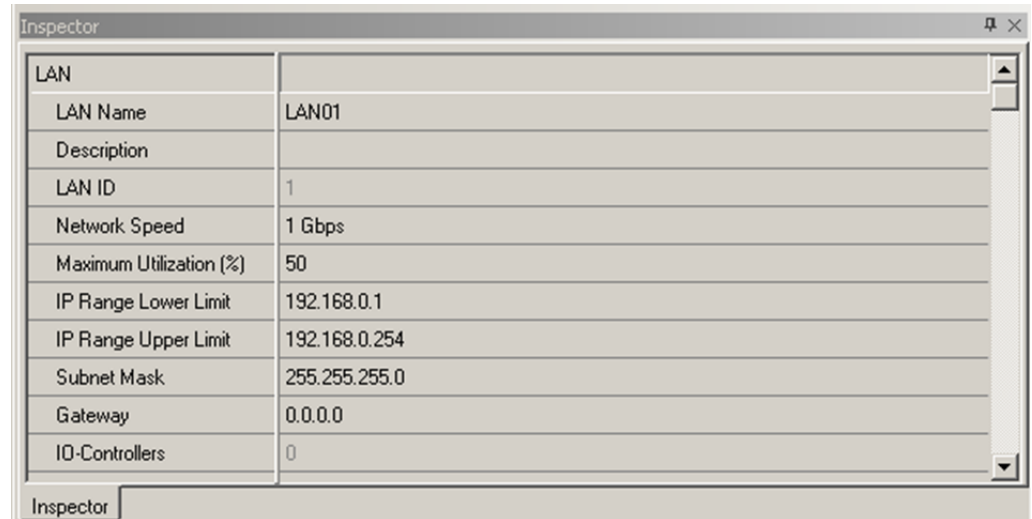 Inspector
LAN
LAN Name LAN01
Description
LAN ID 1
Network Speed 1 Gbps
Maximum Utilization (%) 50
IP Range Lower Limit 192.168.0.1
IP Range Upper Limit 192.168.0.254
Subnet Mask 255.255.255.0
Gateway 0.0.0.0
IO-Controllers 0
Inspector